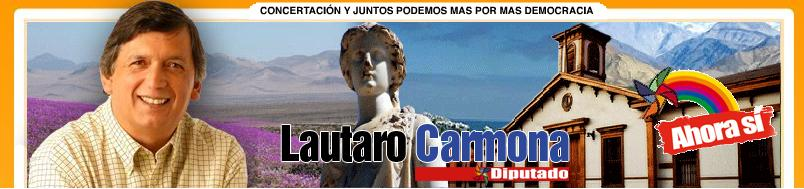 CONCERTACIÓN Y JUNTOS PODEMOS MAS POR MAS DEMOCRACIA
Lautaro Carmona
Diputado
Ahora sí